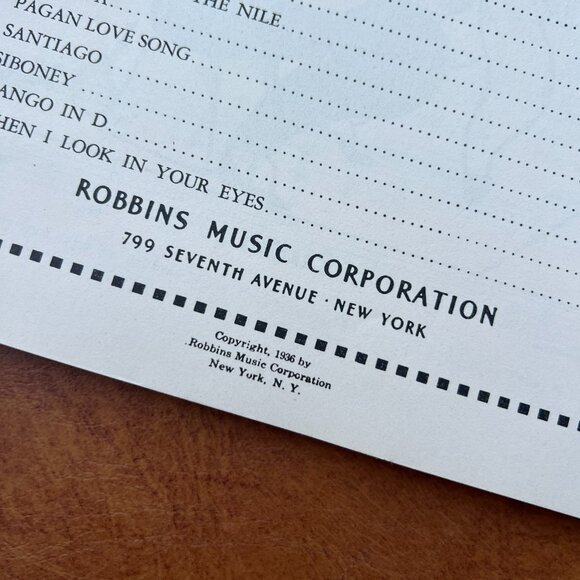 THE NILE
PAGAN LOVE SONG
SANTIAGO
SIBONEY
ANGO IN D
HEN I LOOK IN YOUR EYES
ROBBINS MUSIC CORPORATION
799 SEVENTH AVENUE · NEW YORK
Copyright, 1936 by
Robbins Music Corporation
New York, N. Y.